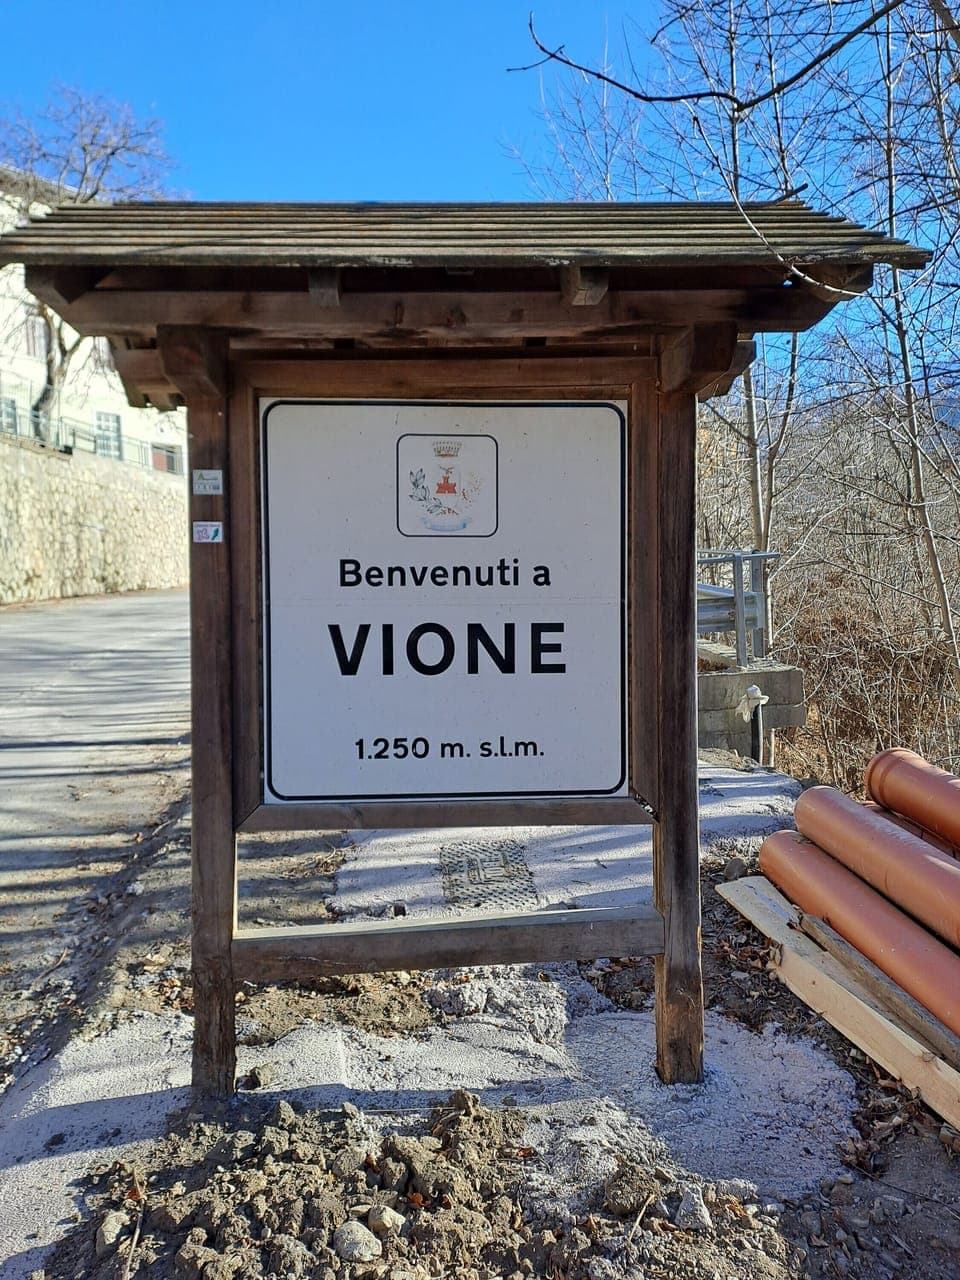 Benvenuti a
VIONE
1.250 m. s.l.m.